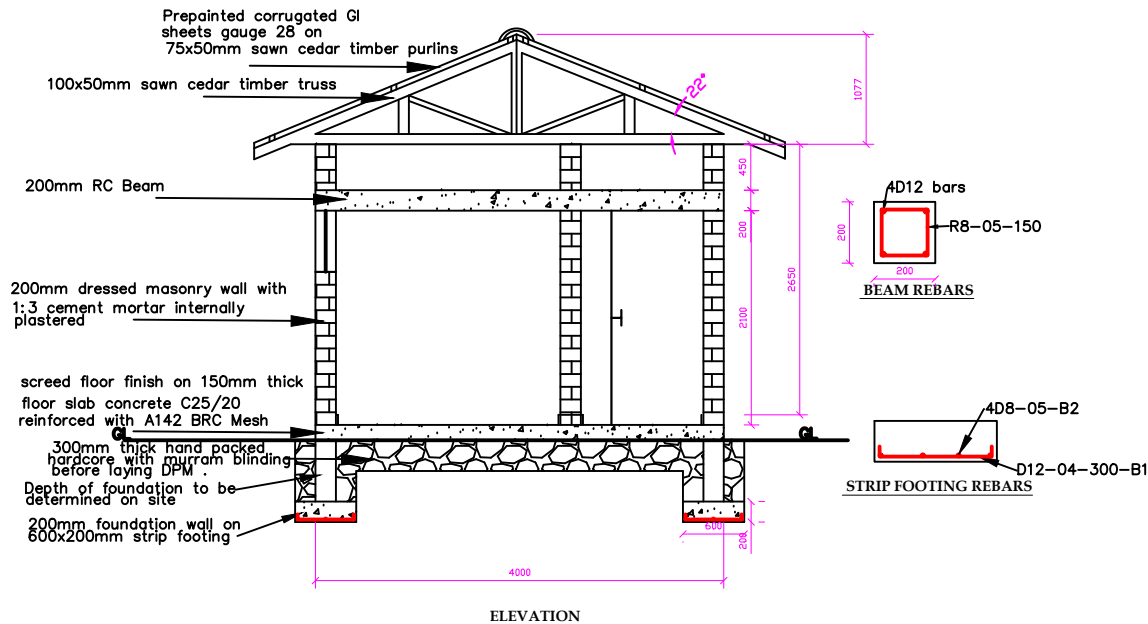 Prepainted corrugated GI
sheets gauge 28 on
75x50mm sawn cedar timber purlins
100x50mm sawn cedar timber truss
22°
1077
200mm RC Beam
450
200
2650
2100
4D12 bars
R8-05-150
200
200
BEAM REBARS
200mm dressed masonry wall with
1:3 cement mortar internally
plastered
screed floor finish on 150mm thick
floor slab concrete C25/20
reinforced with A142 BRC Mesh
GL
GL
300mm thick hand packed
hardcore with murram blinding
before laying DPM .
Depth of foundation to be
determined on site
200mm foundation wall on
600x200mm strip footing
600
200
4000
4D8-05-B2
D12-04-300-B1
STRIP FOOTING REBARS
ELEVATION